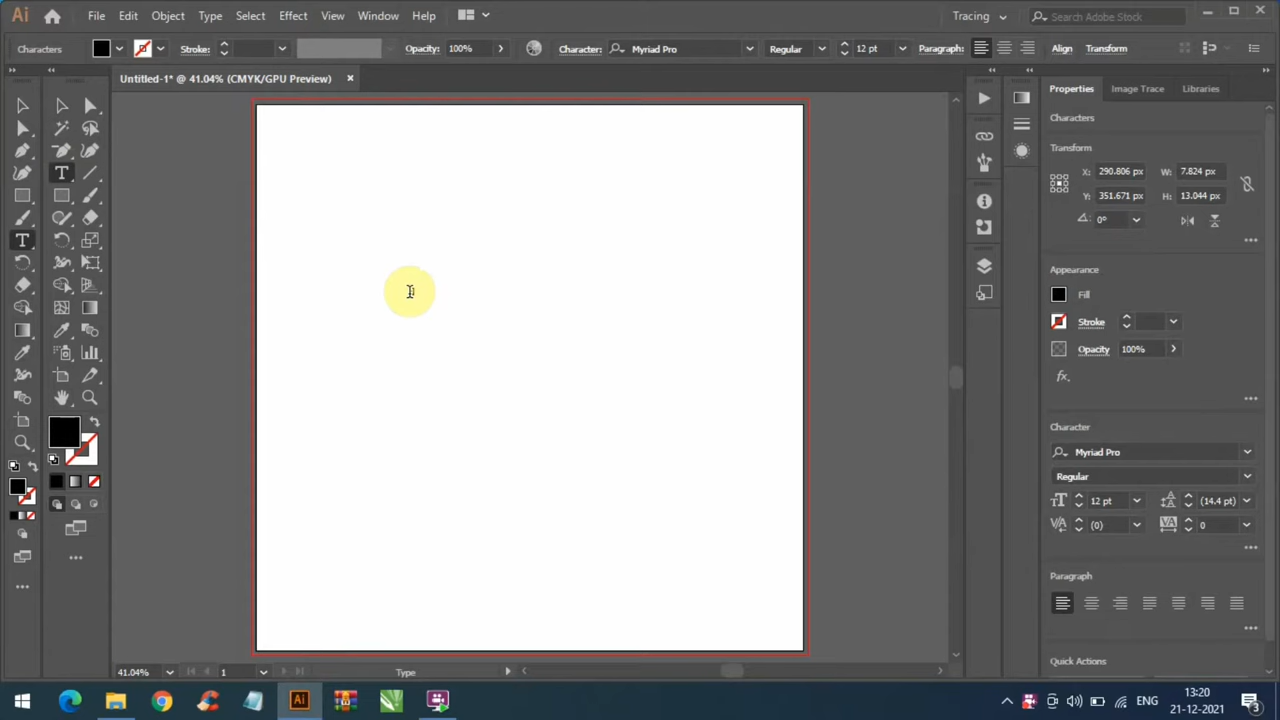 Ai File Edit Object Type Select Effect View Window Help Tracing Search Adobe Stock
Characters Stroke: Opacity: 100% Character: Myriad Pro Regular 12 pt Paragraph: Align Transform
Untitled-1* @ 41.04% (CMYK/GPU Preview)
Properties Image Trace Libraries
Characters
Transform
X: 290.806 px W: 7.824 px
Y: 351.671 px H: 13.044 px
0°
Appearance
Fill
Stroke
Opacity 100%
fx
Character
Myriad Pro
Regular
12 pt (14.4 pt)
(0) 0
Paragraph
Quick Actions
41.04% 1 Type
Ai ENG 13:20
21-12-2021 3